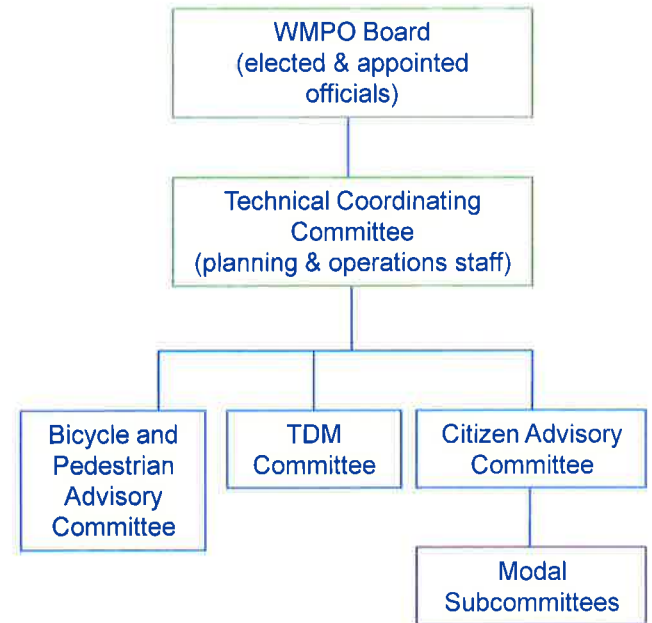 WMPO Board
(elected & appointed
officials)
Technical Coordinating
Committee
(planning & operations staff)
Bicycle and
Pedestrian
Advisory
Committee
TDM
Committee
Citizen Advisory
Committee
Modal
Subcommittees